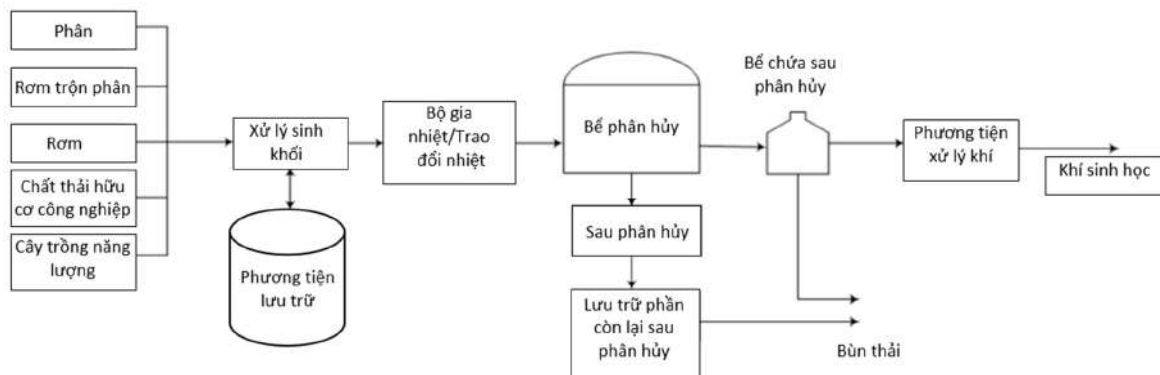 Phân
Rơm trộn phân
Rơm
Chất thải hữu
cơ công nghiệp
Cây trồng năng
lượng
Xử lý sinh
khối
Phương tiện
lưu trữ
Bộ gia
nhiệt/Trao
đổi nhiệt
Bể phân hủy
Sau phân hủy
Lưu trữ phần
còn lại sau
phân hủy
Bể chứa sau
phân hủy
Phương tiện
xử lý khí
Khí sinh học
Bùn thải